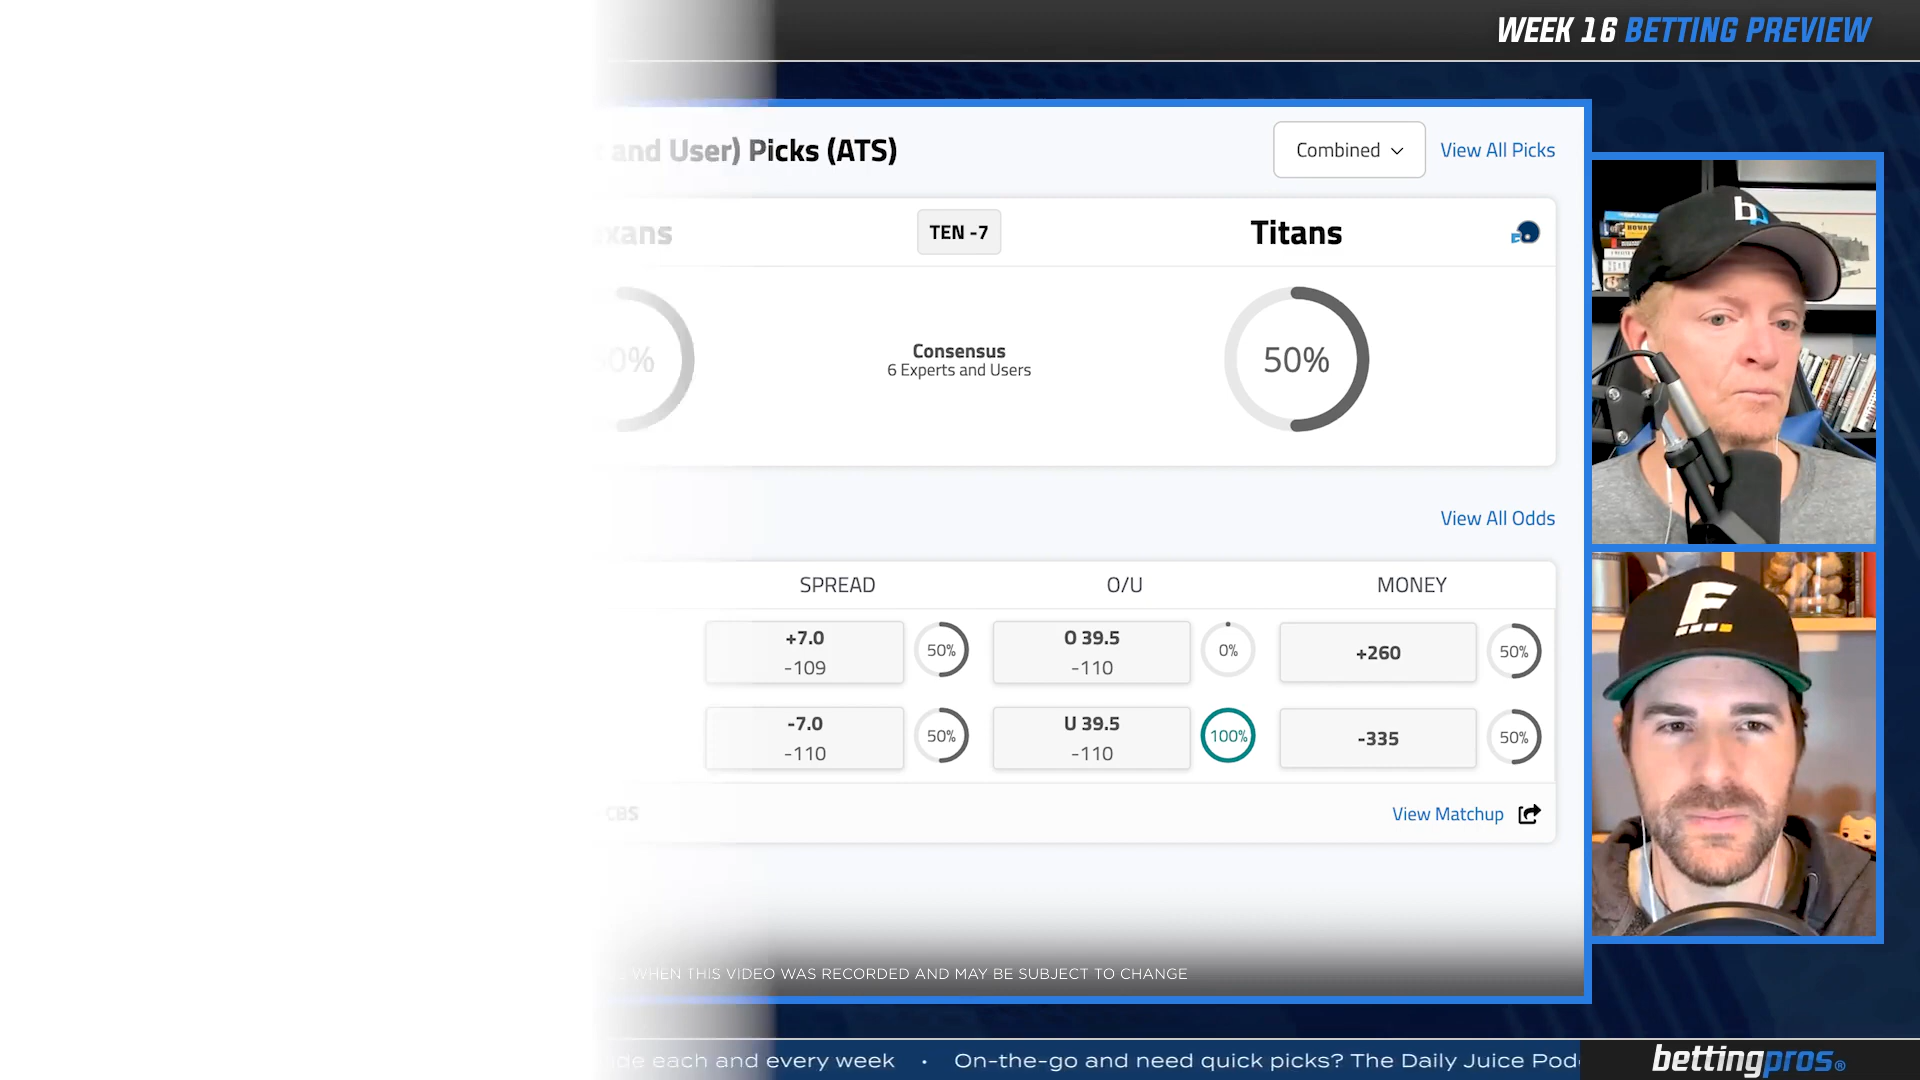 WEEK 16 BETTING PREVIEW
and User) Picks (ATS)
Combined
View All Picks
TEN -7
Titans
50%
Consensus
6 Experts and Users
50%
View All Odds
SPREAD
O/U
MONEY
+7.0
-109
50%
O 39.5
-110
0%
+260
50%
-7.0
-110
50%
U 39.5
-110
100%
-335
50%
CBS
View Matchup
WHEN THIS VIDEO WAS RECORDED AND MAY BE SUBJECT TO CHANGE
each and every week • On-the-go and need quick picks? The Daily Juice
bettingpros®